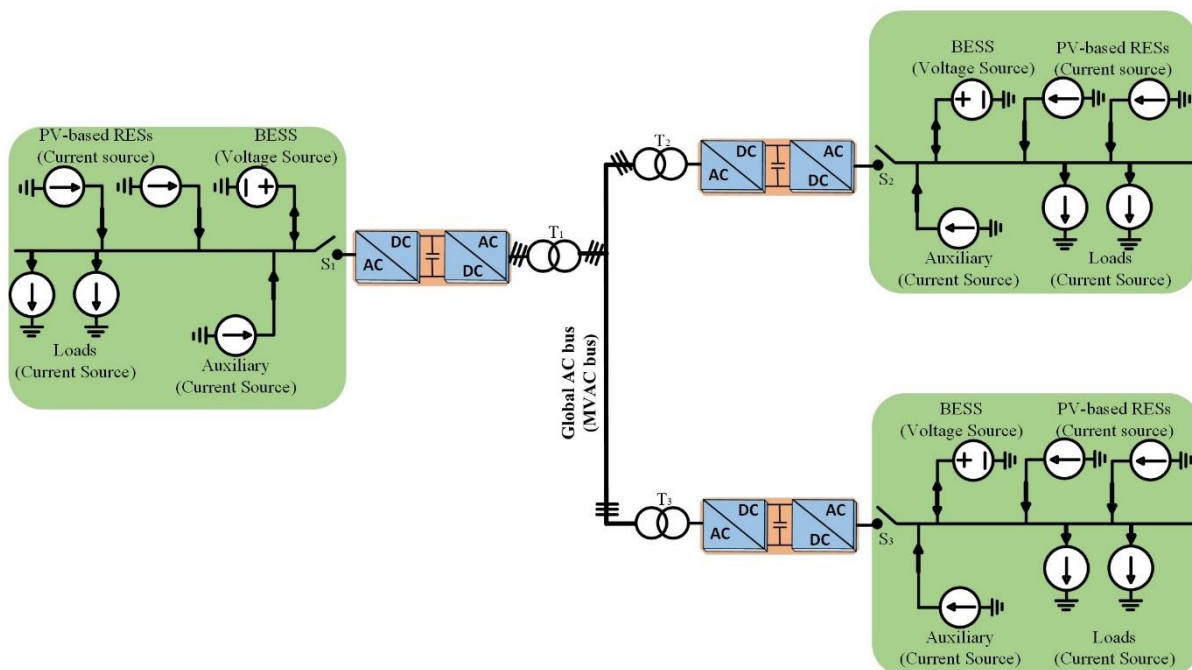 PV-based RESs
(Current source)
BESS
(Voltage Source)
S1
Loads
(Current Source)
Auxiliary
(Current Source)
DC
AC
AC
DC
T1
Global AC bus
(MVAC bus)
T2
DC
AC
AC
DC
S2
BESS
(Voltage Source)
PV-based RESs
(Current source)
Auxiliary
(Current Source)
Loads
(Current Source)
T3
DC
AC
AC
DC
S3
BESS
(Voltage Source)
PV-based RESs
(Current source)
Auxiliary
(Current Source)
Loads
(Current Source)